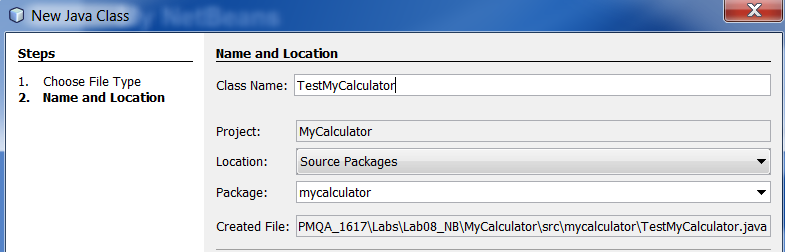 New Java Class
NetBeans
Steps
1. Choose File Type
2. Name and Location
Name and Location
Class Name: TestMyCalculator
Project: MyCalculator
Location: Source Packages
Package: mycalculator
Created File: PMQA_1617\Labs\Lab08_NB\MyCalculator\src\mycalculator\TestMyCalculator.java